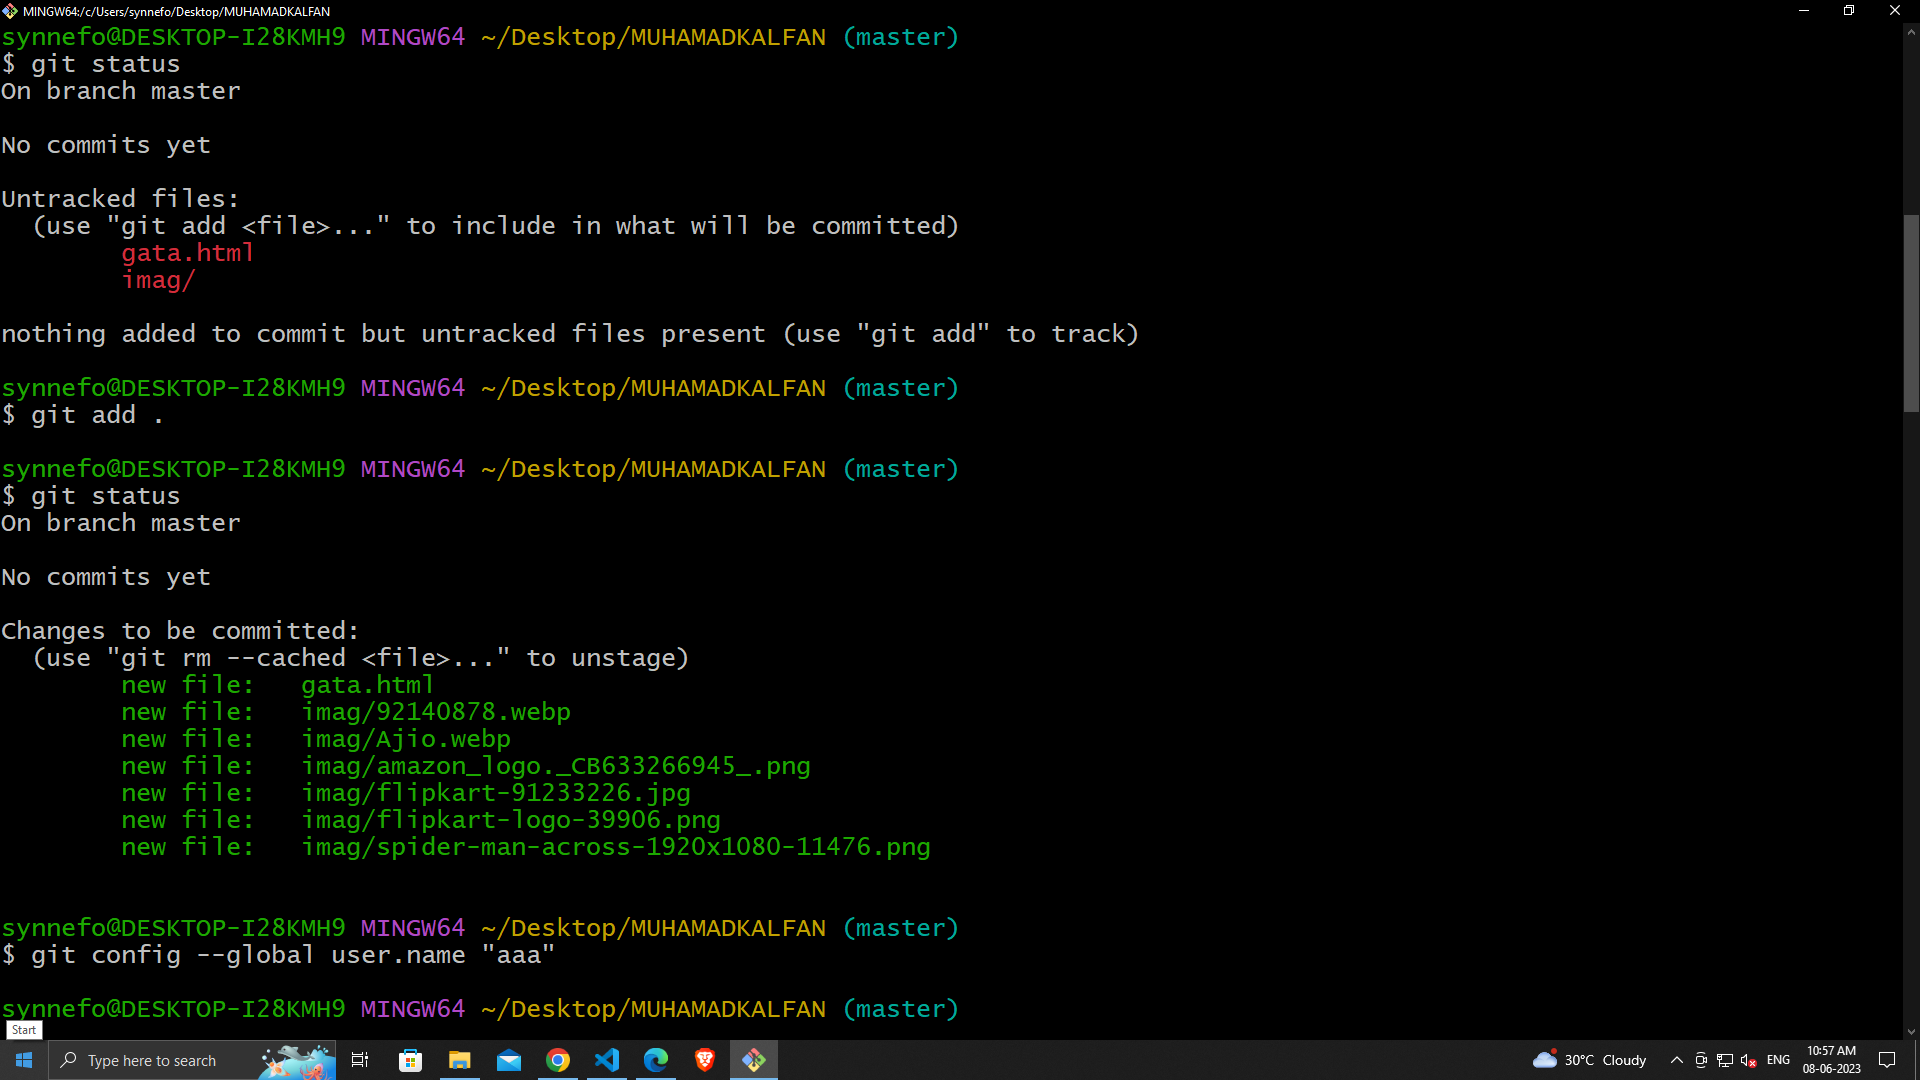 MINGW64:/c/Users/synnefo/Desktop/MUHAMADKALFAN
synnefo@DESKTOP-I28KMH9 MINGW64 ~/Desktop/MUHAMADKALFAN (master)
$ git status
On branch master
No commits yet
Untracked files:
(use "git add <file>..." to include in what will be committed)
gata.html
imag/
nothing added to commit but untracked files present (use "git add" to track)
synnefo@DESKTOP-I28KMH9 MINGW64 ~/Desktop/MUHAMADKALFAN (master)
$ git add .
synnefo@DESKTOP-I28KMH9 MINGW64 ~/Desktop/MUHAMADKALFAN (master)
$ git status
On branch master
No commits yet
Changes to be committed:
(use "git rm --cached <file>..." to unstage)
new file:   gata.html
new file:   imag/92140878.webp
new file:   imag/Ajio.webp
new file:   imag/amazon_logo._CB633266945_.png
new file:   imag/flipkart-91233226.jpg
new file:   imag/flipkart-logo-39906.png
new file:   imag/spider-man-across-1920x1080-11476.png
synnefo@DESKTOP-I28KMH9 MINGW64 ~/Desktop/MUHAMADKALFAN (master)
$ git config --global user.name "aaa"
synnefo@DESKTOP-I28KMH9 MINGW64 ~/Desktop/MUHAMADKALFAN (master)
Start
Type here to search
30°C Cloudy
ENG
10:57 AM
08-06-2023